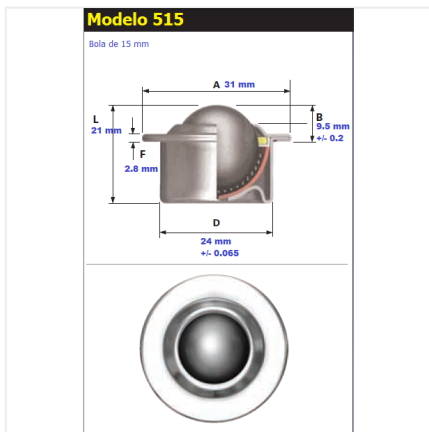 Modelo 515
Bola de 15 mm
A 31 mm
L
21 mm
B
9.5 mm
+/- 0.2
F
2.8 mm
D
24 mm
+/- 0.065